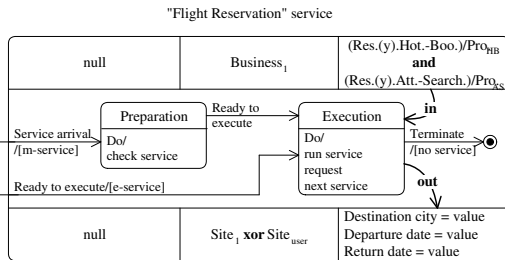 "Flight Reservation" service
null
Business1
(Res.(y).Hot.-Boo.)/ProHB
and
(Res.(y).Att.-Search.)/ProAS
in
Preparation
Do/
check service
Ready to
execute
Execution
Do/
run service
request
next service
Service arrival
/[m-service]
Terminate
/[no service]
Ready to execute/[e-service]
out
null
Site1 xor Siteuser
Destination city = value
Departure date = value
Return date = value